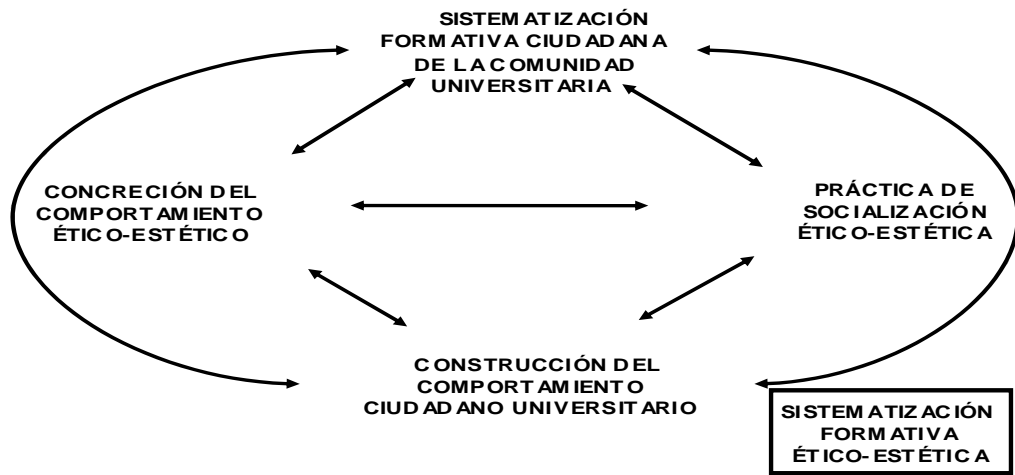 SISTEMATIZACIÓN
FORMATIVA CIUDADANA
DE LA COMUNIDAD
UNIVERSITARIA
CONCRECIÓN DEL
COMPORTAMIENTO
ÉTICO-ESTÉTICO
PRÁCTICA DE
SOCIALIZACIÓN
ÉTICO-ESTÉTICA
CONSTRUCCIÓN DEL
COMPORTAMIENTO
CIUDADANO UNIVERSITARIO
SISTEMATIZACIÓN
FORMATIVA
ÉTICO-ESTÉTICA